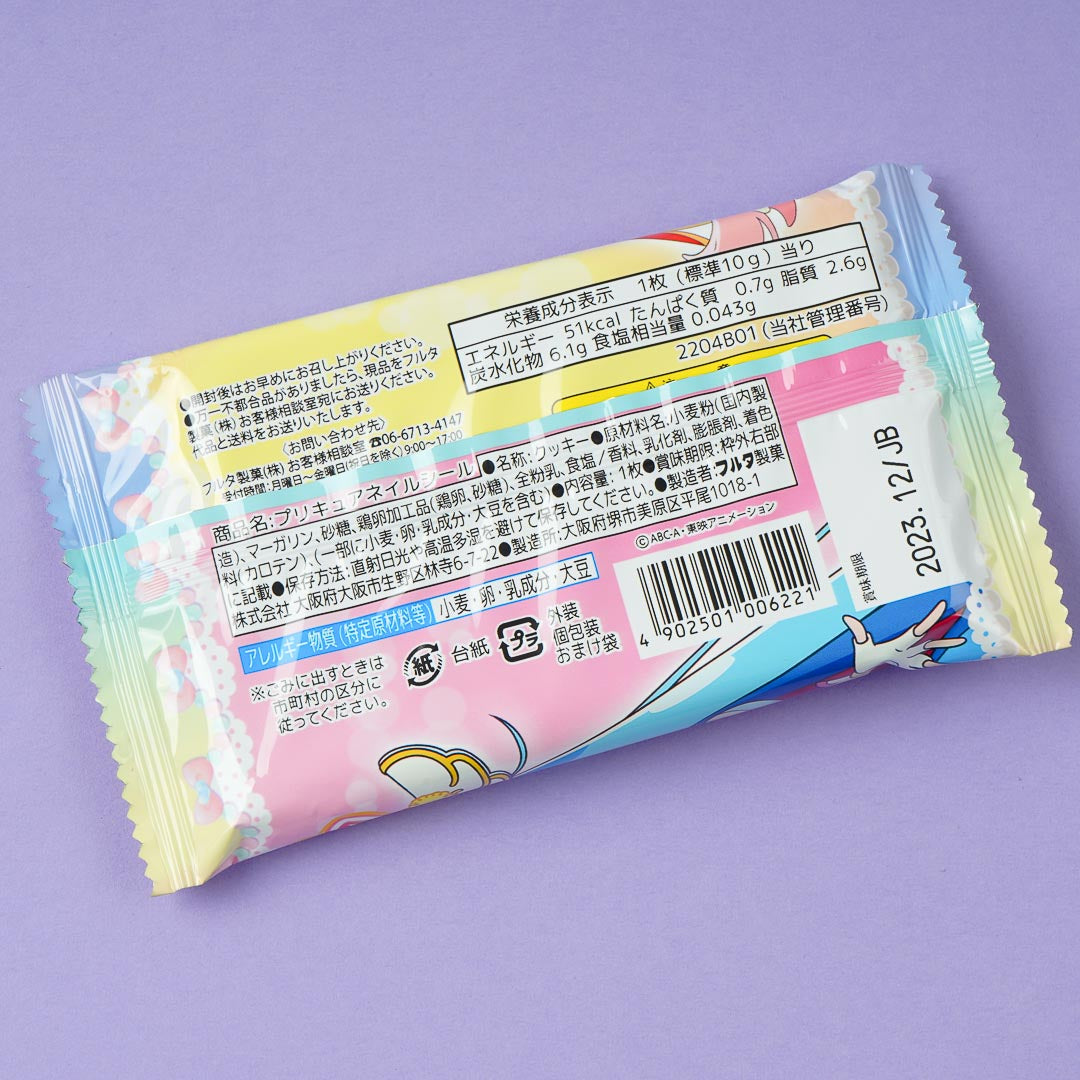 栄養成分表示 1枚(標準10g)当り
エネルギー 51kcal たんぱく質 0.7g 脂質 2.6g
炭水化物 6.1g 食塩相当量 0.043g
2204B01(当社管理番号)
●開封後はお早めにお召し上がりください。
●万一不都合品がありましたら、現品をフルタ
製菓(株)お客様相談室宛にお送りください。
代品と送料をお送りいたします。
〈お問い合わせ先〉
フルタ製菓(株)お客様相談室 ☎06-6713-4147
受付時間:月曜日~金曜日(祝日を除く)9:00~17:00
商品名:プリキュアネイルシール」●名称:クッキー●原材料名:小麦粉(国内製
造)、マーガリン、砂糖、鶏卵加工品(鶏卵、砂糖)、全粉乳、食塩/香料、乳化剤、膨脹剤、着色
料(カロテン)、(一部に小麦・卵・乳成分・大豆を含む)●内容量:1枚●賞味期限:枠外右部
に記載●保存方法:直射日光や高温多湿を避けて保存してください。●製造者:フルタ製菓
株式会社 大阪府大阪市生野区林寺6-7-22●製造所:大阪府堺市美原区平尾1018-1
アレルギー物質(特定原材料等) 小麦・卵・乳成分・大豆
©ABC-A・東映アニメーション
※ごみに出すときは
市町村の区分に
従ってください。
紙 台紙
プラ 外装
個包装
おまけ袋
4 902501 006221
賞味期限
2023. 12/JB